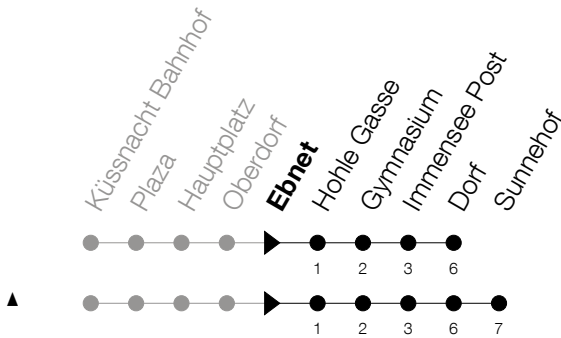 Küssnacht Bahnhof
Plaza
Hauptplatz
Oberdorf
Ebnet
Hohle Gasse
Gymnasium
Immensee Post
Dorf
Sunnehof
1 2 3 6
1 2 3 6 7